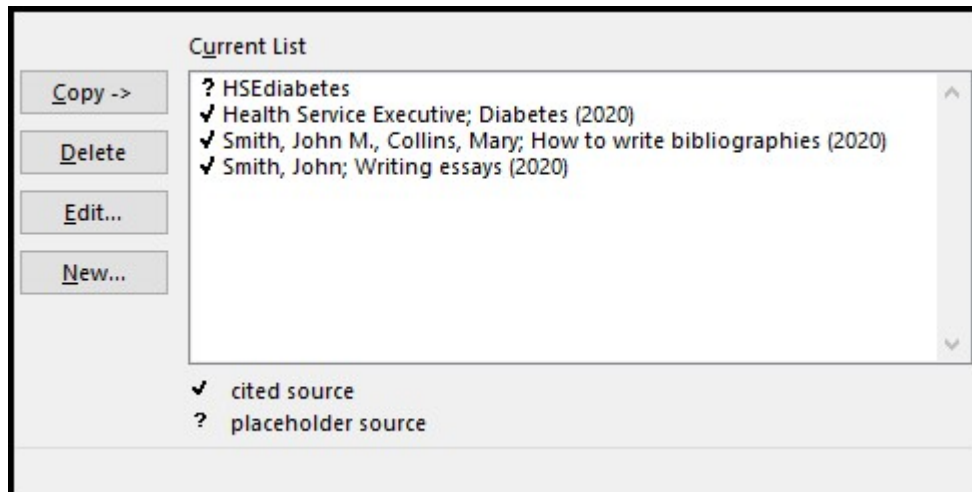 Current List
Copy ->
Delete
Edit...
New...
? HSEdiabetes
✔ Health Service Executive; Diabetes (2020)
✔ Smith, John M., Collins, Mary; How to write bibliographies (2020)
✔ Smith, John; Writing essays (2020)
✔ cited source
? placeholder source